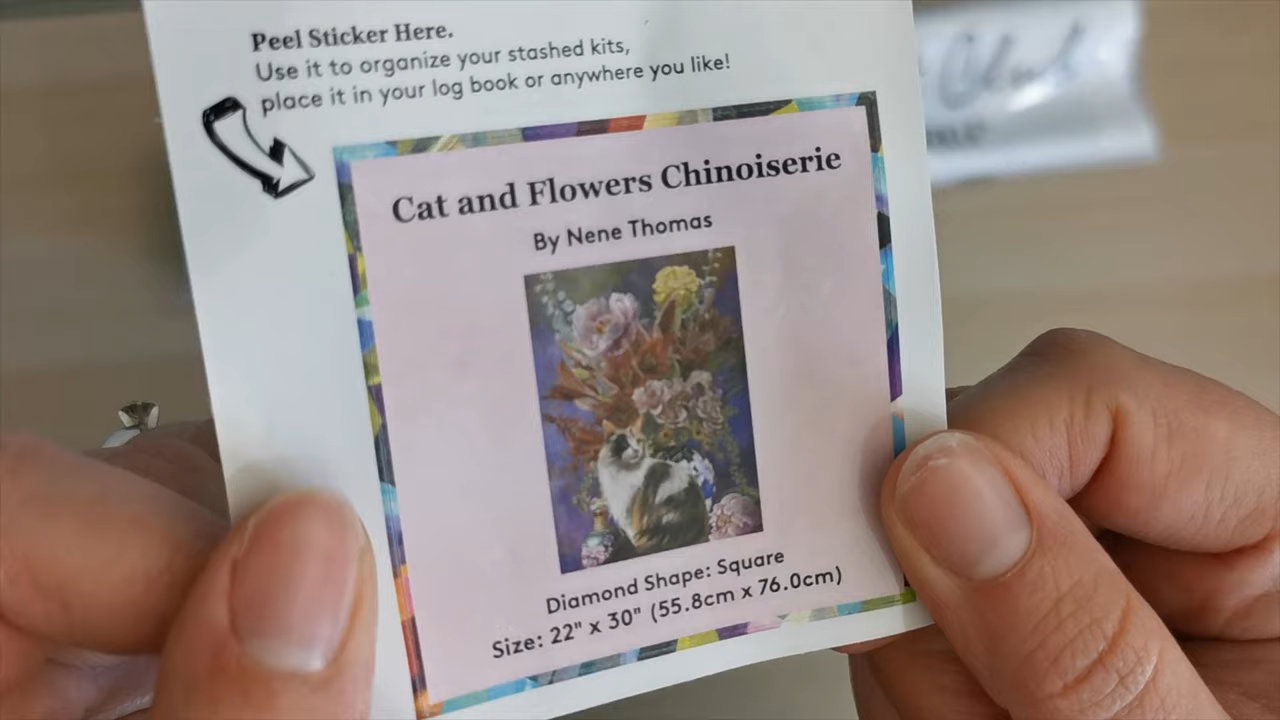 Peel Sticker Here.
Use it to organize your stashed kits,
place it in your log book or anywhere you like!
Cat and Flowers Chinoiserie
By Nene Thomas
Diamond Shape: Square
Size: 22" x 30" (55.8cm x 76.0cm)